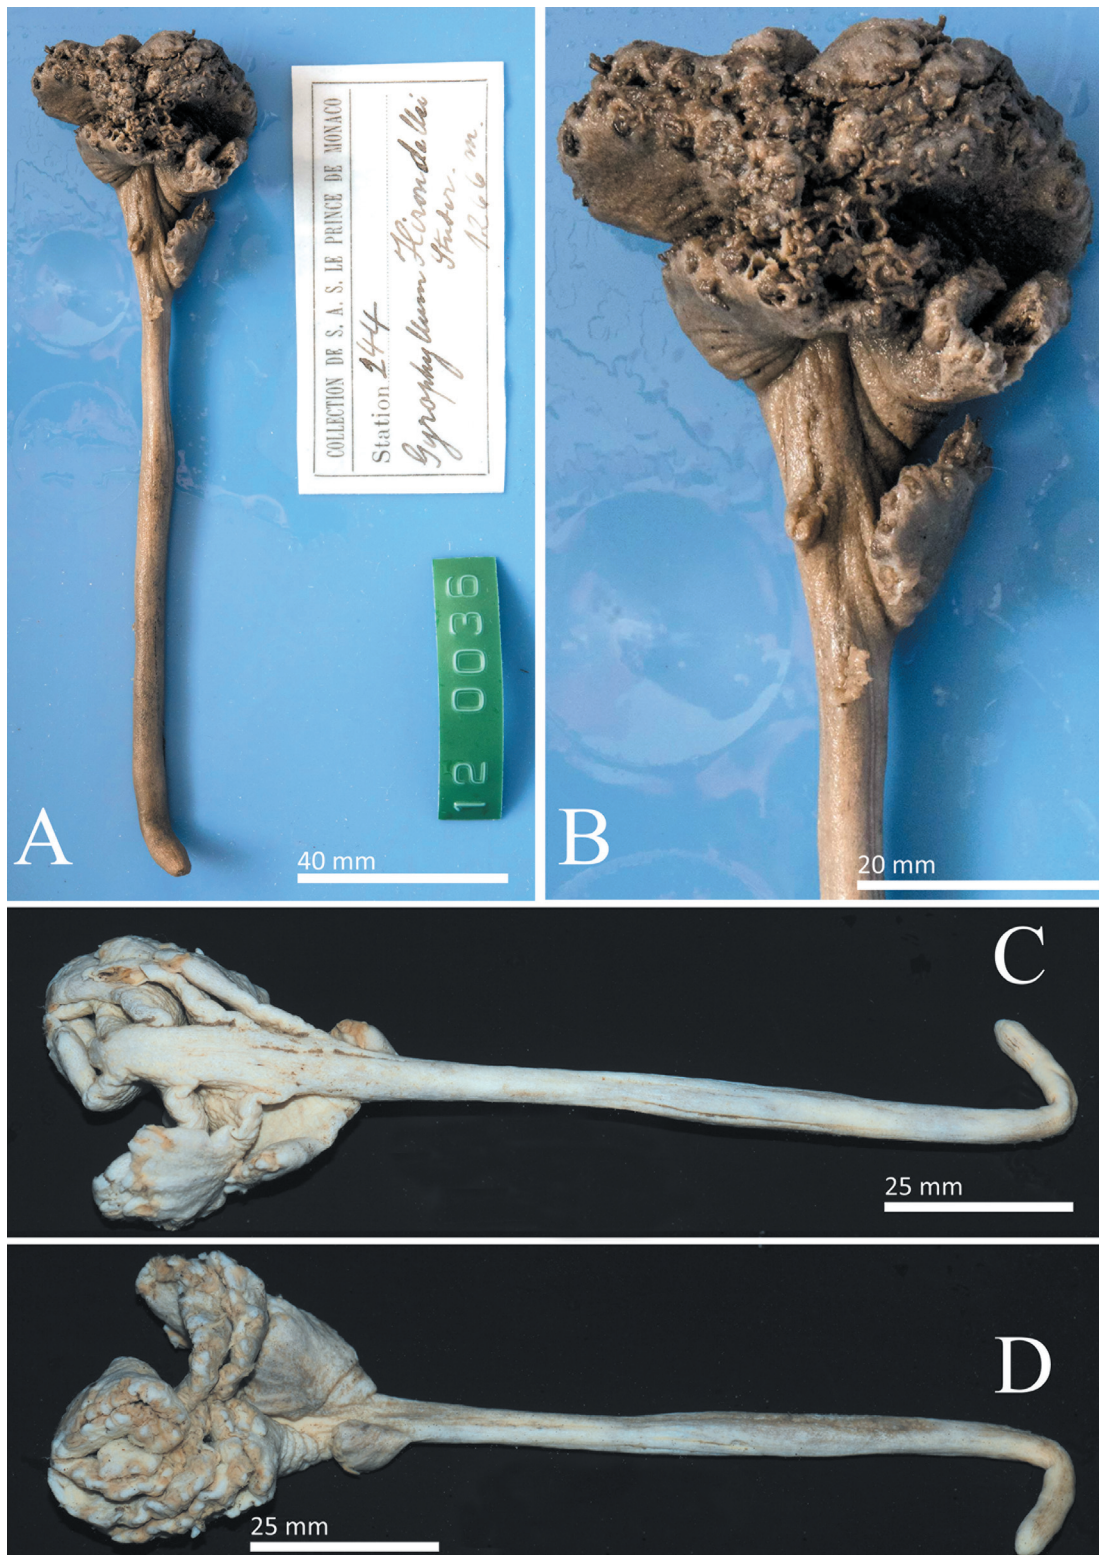 COLLECTION DE S. A. S. LE PRINCE DE MONACO
Station 244
Gyrophyllum Hirondellei
Studer.
1266 m.
12 0036
A
40 mm
B
20 mm
C
25 mm
D
25 mm